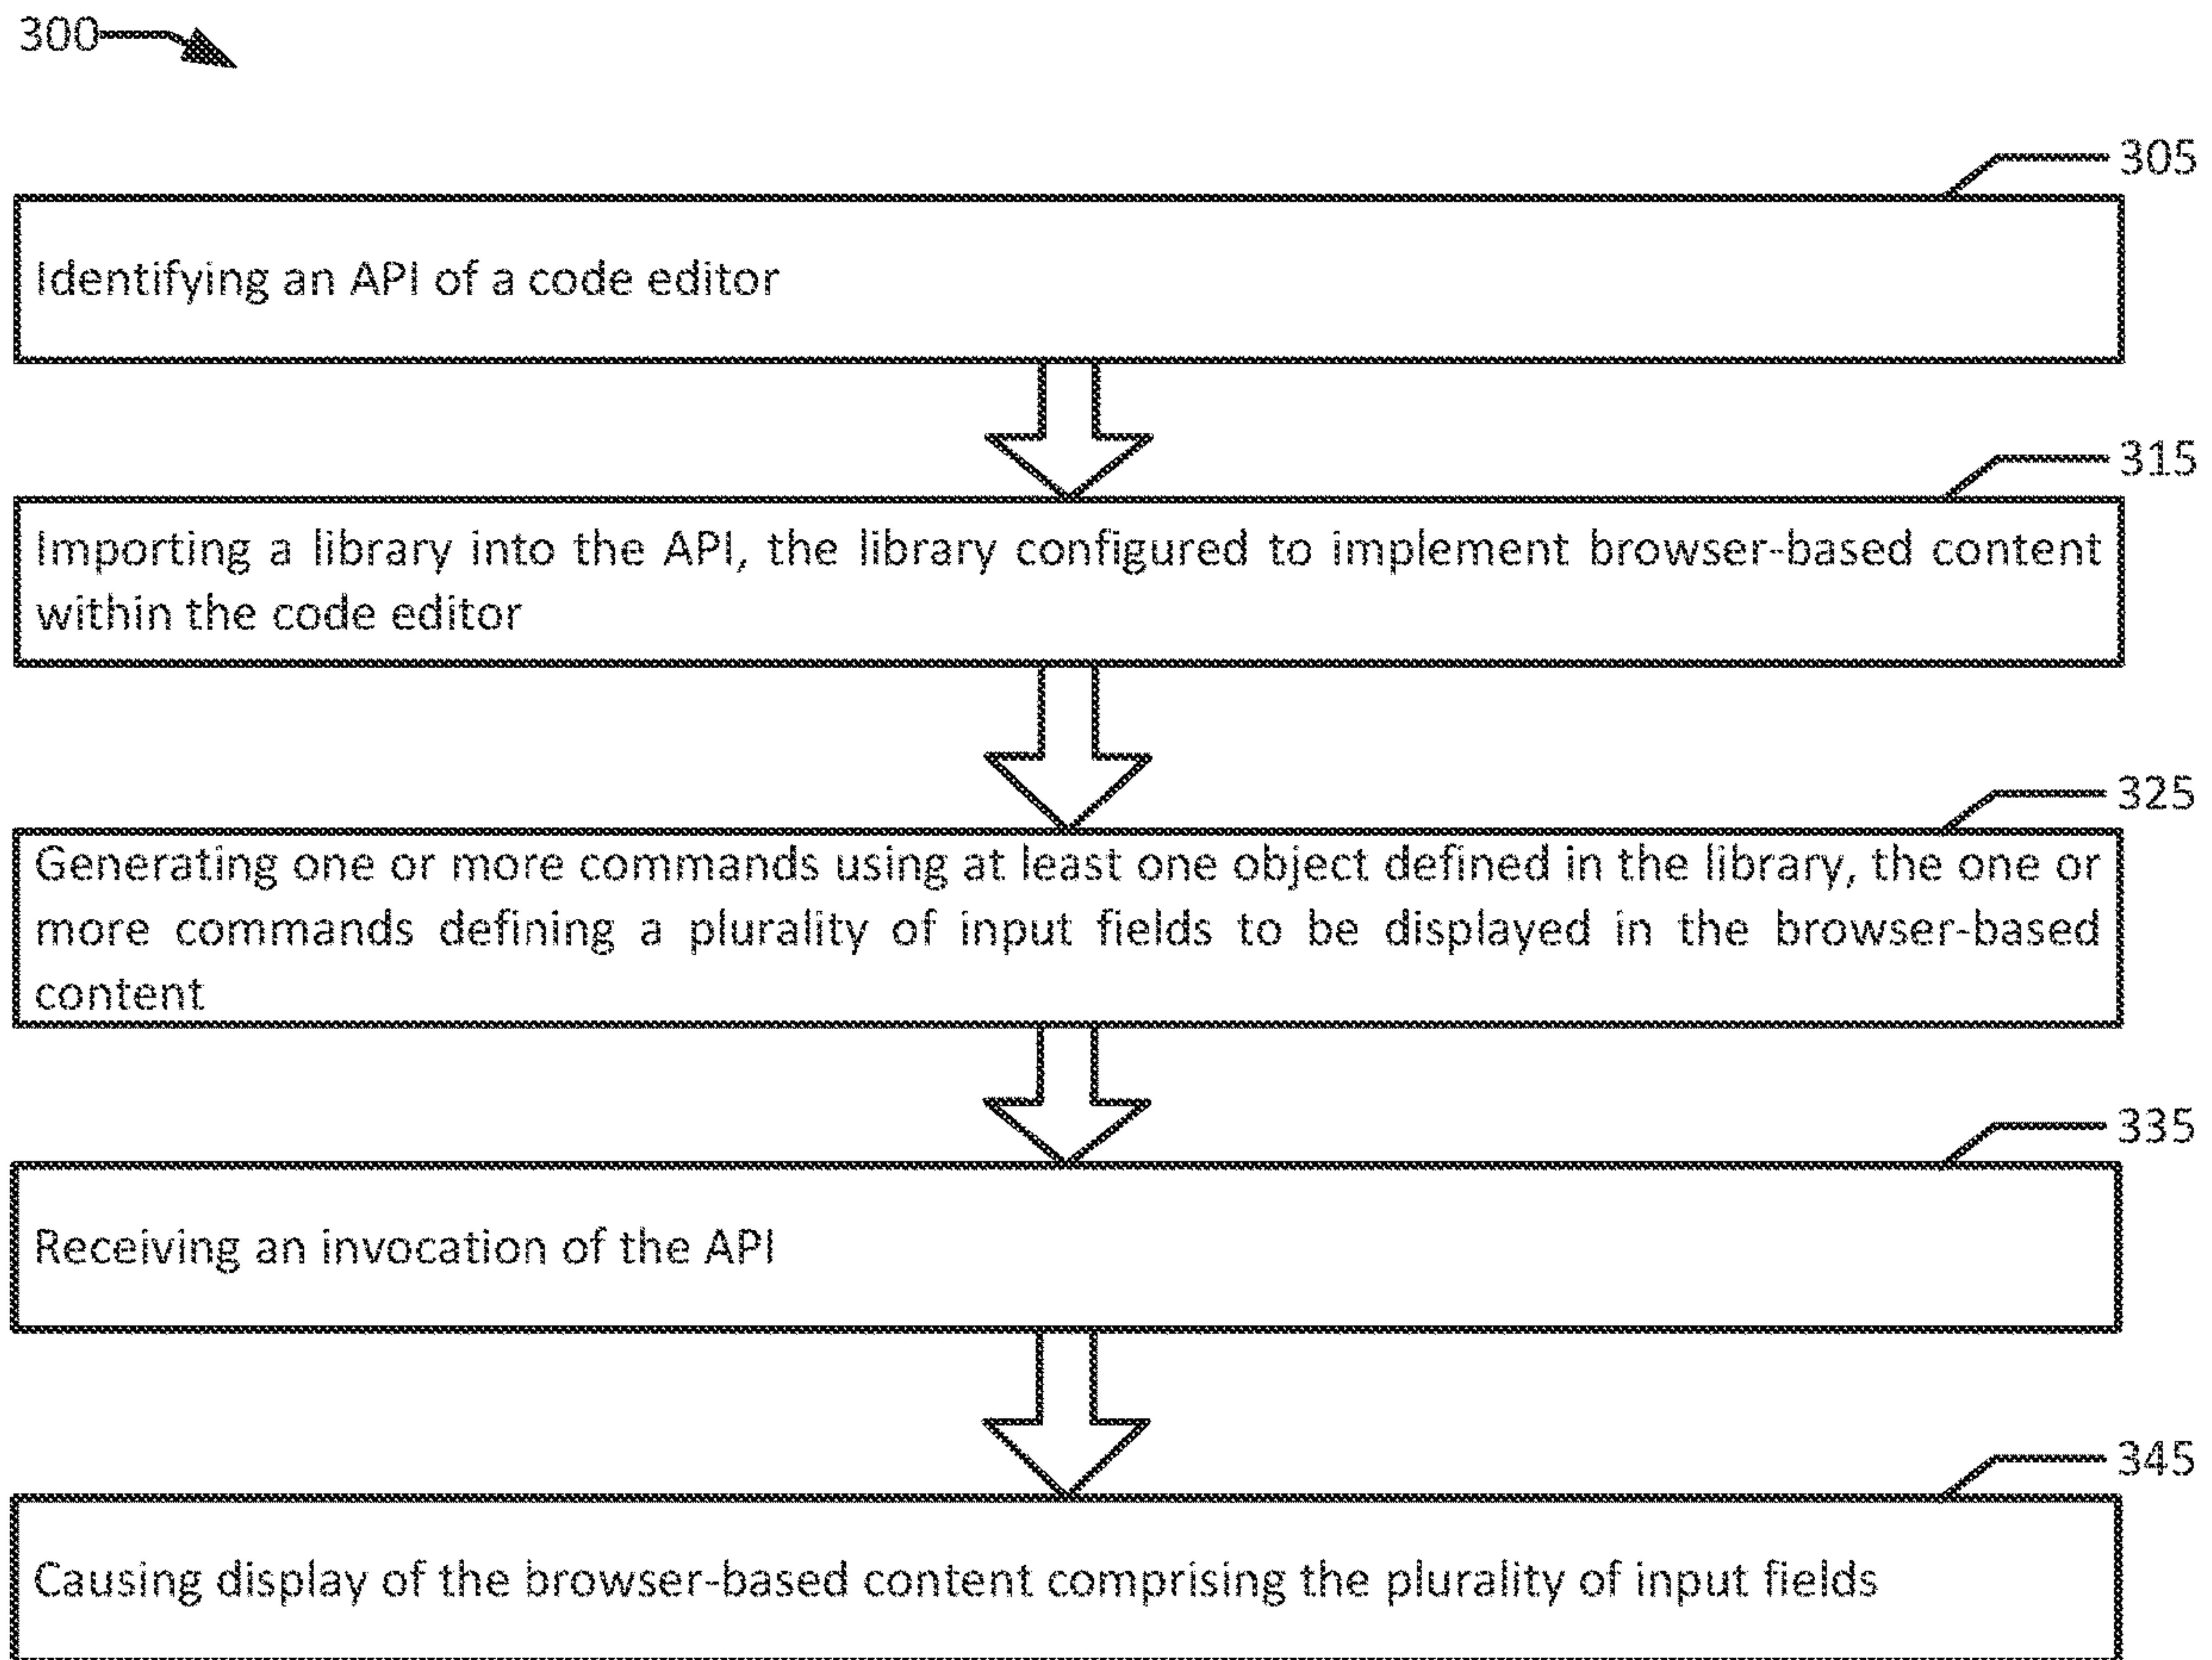 300
305
Identifying an API of a code editor
315
Importing a library into the API, the library configured to implement browser-based content
within the code editor
325
Generating one or more commands using at least one object defined in the library, the one or
more commands defining a plurality of input fields to be displayed in the browser-based
content
335
Receiving an invocation of the API
345
Causing display of the browser-based content comprising the plurality of input fields